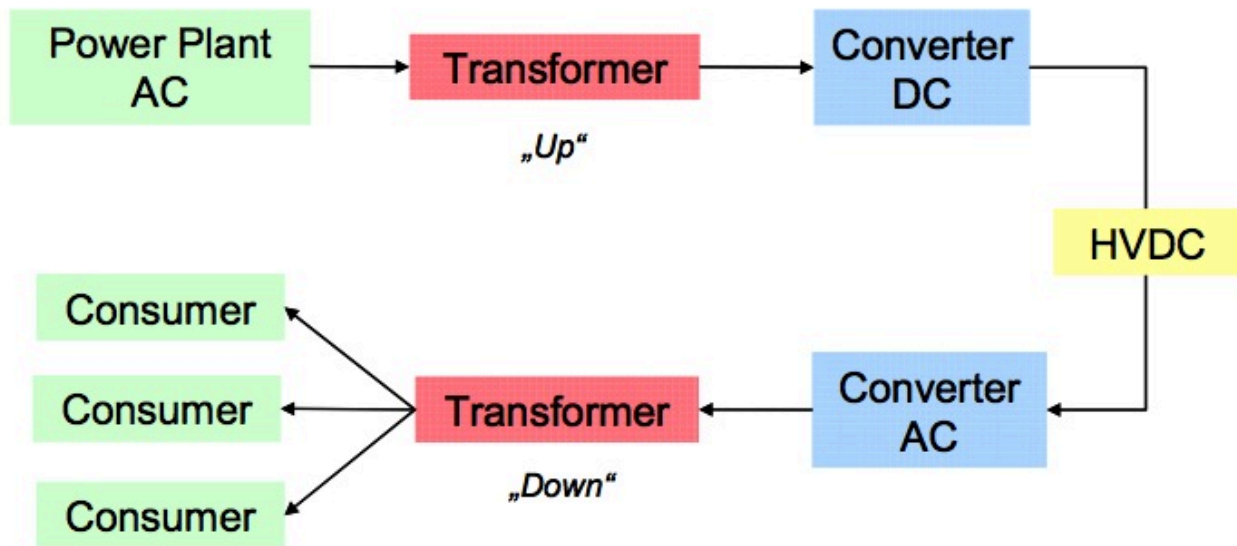 Power Plant
AC
Transformer
„Up“
Converter
DC
HVDC
Converter
AC
Transformer
„Down“
Consumer
Consumer
Consumer